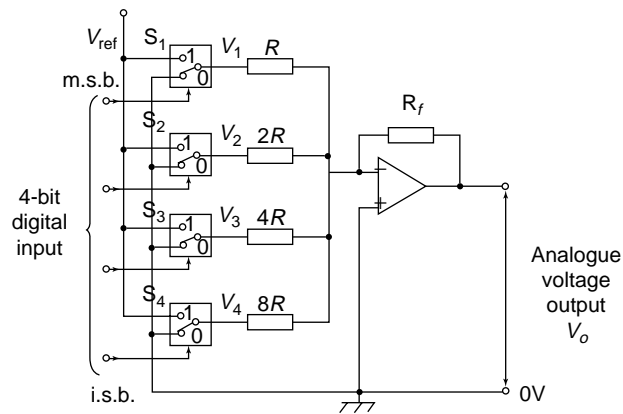 V_ref
S_1
1
0
V_1
R
m.s.b.
S_2
1
0
V_2
2R
R_f
−
+
4-bit
digital
input
S_3
1
0
V_3
4R
S_4
1
0
V_4
8R
i.s.b.
Analogue
voltage
output
V_o
0V